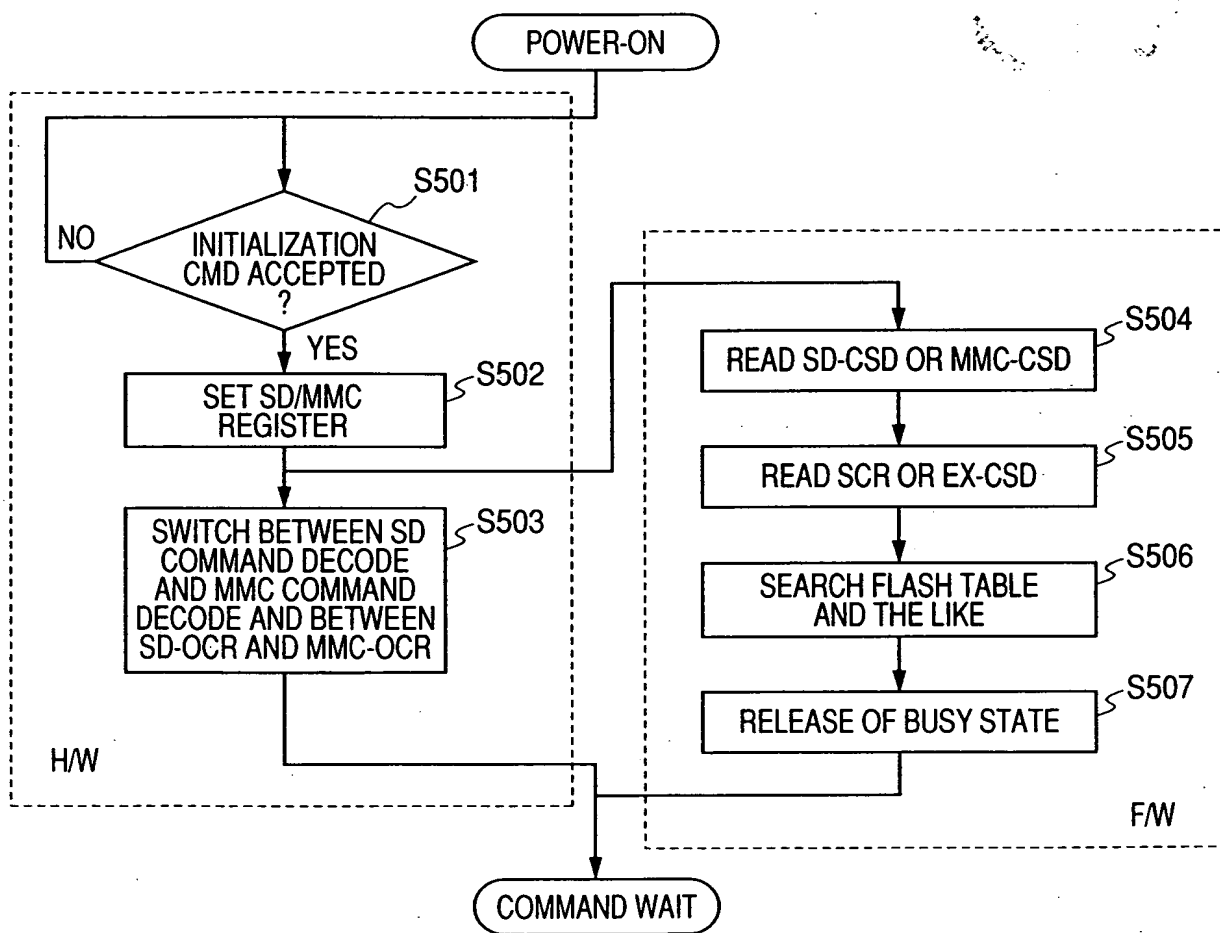 POWER-ON
S501
NO
INITIALIZATION
CMD ACCEPTED
?
YES
S502
SET SD/MMC
REGISTER
S503
SWITCH BETWEEN SD
COMMAND DECODE
AND MMC COMMAND
DECODE AND BETWEEN
SD-OCR AND MMC-OCR
H/W
S504
READ SD-CSD OR MMC-CSD
S505
READ SCR OR EX-CSD
S506
SEARCH FLASH TABLE
AND THE LIKE
S507
RELEASE OF BUSY STATE
F/W
COMMAND WAIT